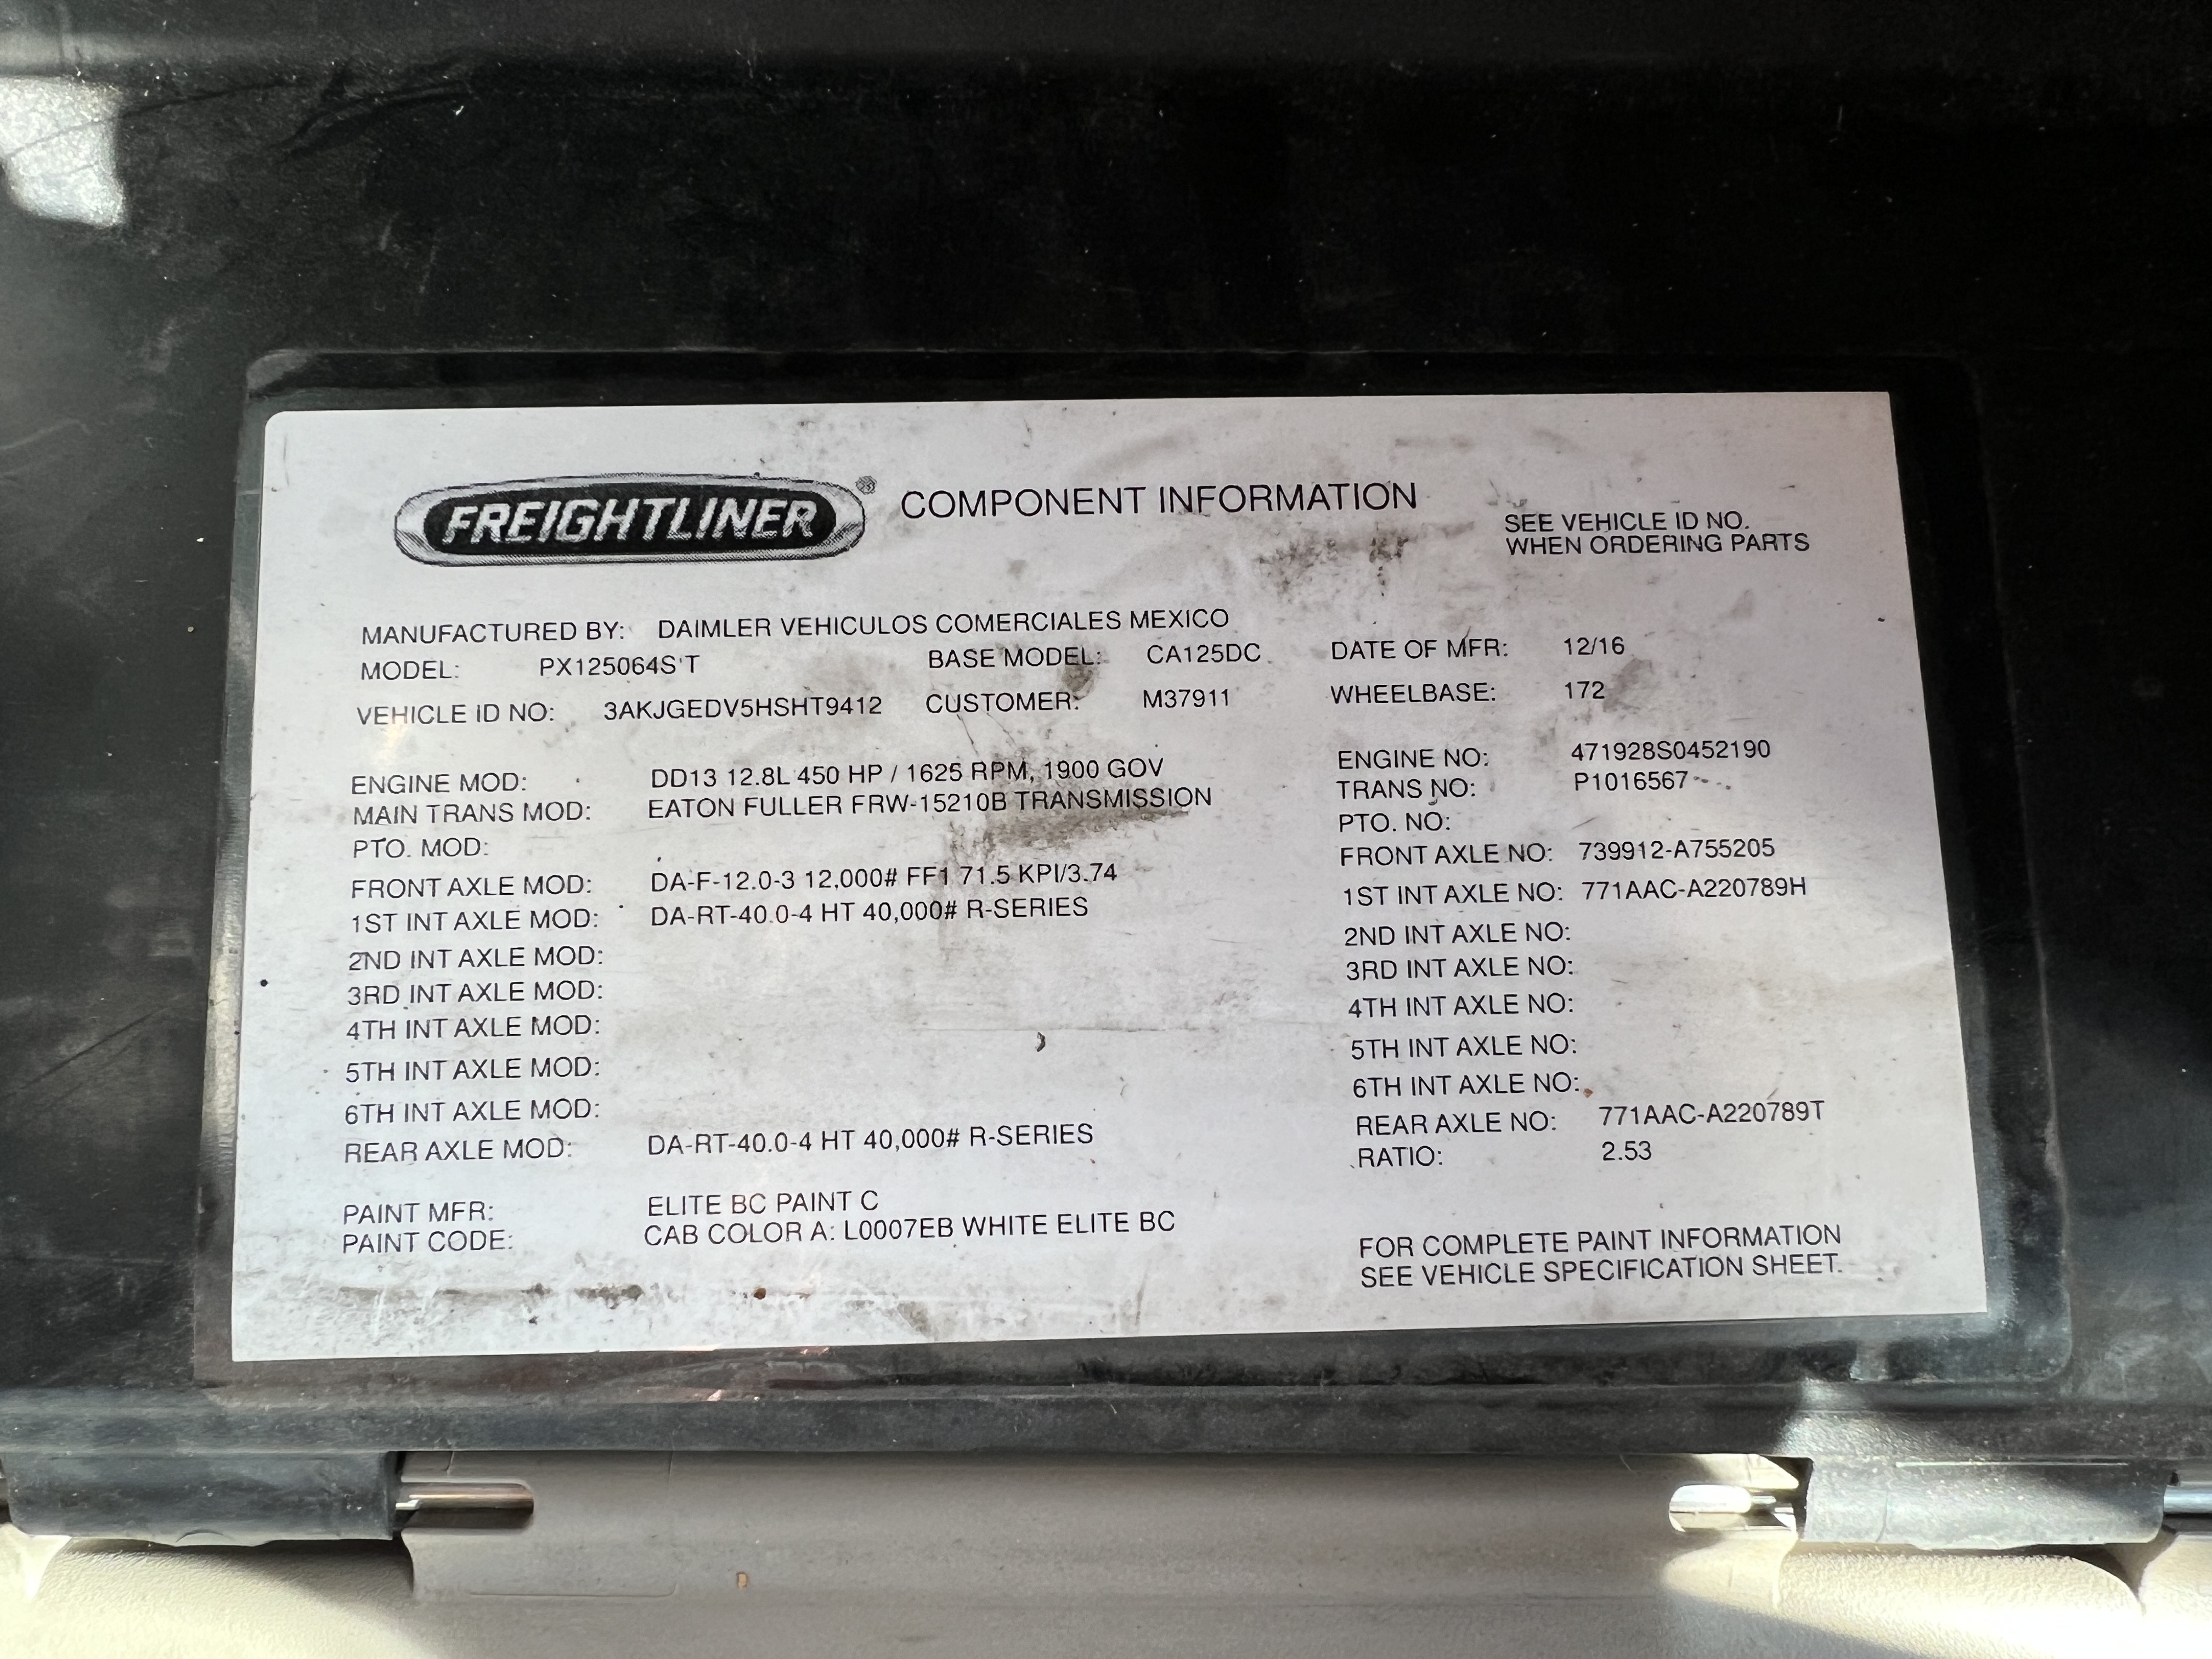 FREIGHTLINER® COMPONENT INFORMATION
SEE VEHICLE ID NO.
WHEN ORDERING PARTS
MANUFACTURED BY: DAIMLER VEHICULOS COMERCIALES MEXICO
MODEL: PX125064S T BASE MODEL: CA125DC DATE OF MFR: 12/16
VEHICLE ID NO: 3AKJGEDV5HSHT9412 CUSTOMER: M37911 WHEELBASE: 172
ENGINE MOD: DD13 12.8L 450 HP / 1625 RPM, 1900 GOV ENGINE NO: 471928S0452190
MAIN TRANS MOD: EATON FULLER FRW-15210B TRANSMISSION TRANS NO: P1016567
PTO. MOD: PTO. NO:
FRONT AXLE MOD: DA-F-12.0-3 12,000# FF1 71.5 KPI/3.74 FRONT AXLE NO: 739912-A755205
1ST INT AXLE MOD: DA-RT-40.0-4 HT 40,000# R-SERIES 1ST INT AXLE NO: 771AAC-A220789H
2ND INT AXLE MOD: 2ND INT AXLE NO:
3RD INT AXLE MOD: 3RD INT AXLE NO:
4TH INT AXLE MOD: 4TH INT AXLE NO:
5TH INT AXLE MOD: 5TH INT AXLE NO:
6TH INT AXLE MOD: 6TH INT AXLE NO:
REAR AXLE MOD: DA-RT-40.0-4 HT 40,000# R-SERIES REAR AXLE NO: 771AAC-A220789T
RATIO: 2.53
PAINT MFR: ELITE BC PAINT C
PAINT CODE: CAB COLOR A: L0007EB WHITE ELITE BC
FOR COMPLETE PAINT INFORMATION
SEE VEHICLE SPECIFICATION SHEET.